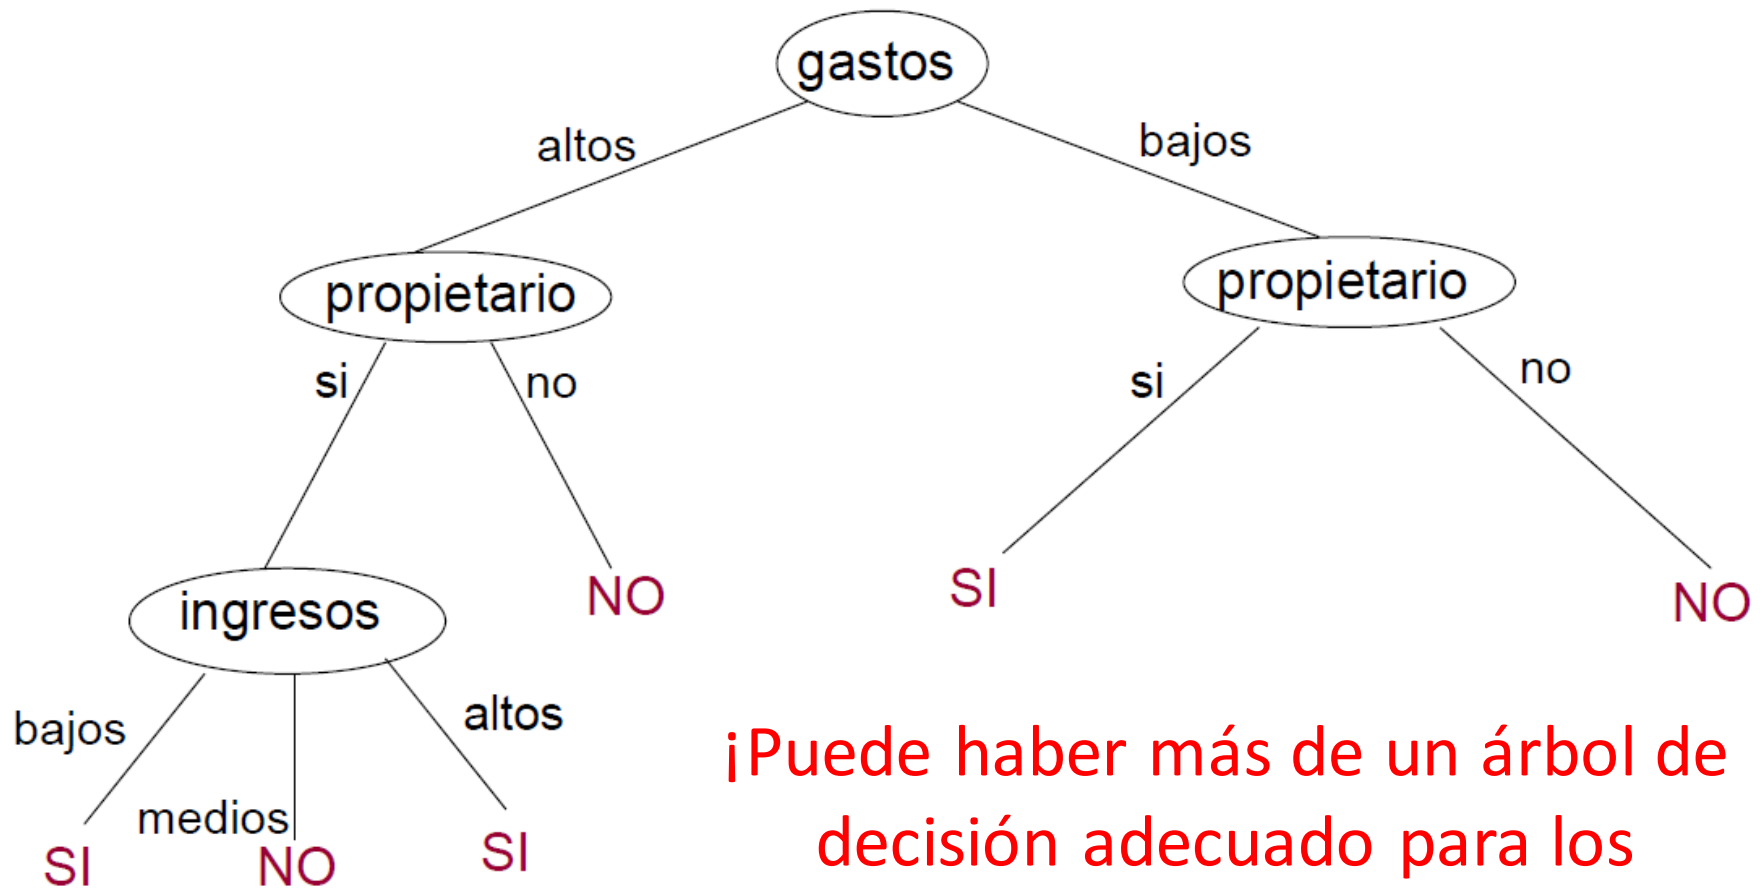 gastos
altos
bajos
propietario
propietario
si
no
si
no
ingresos
NO
SI
NO
bajos
medios
altos
SI
NO
SI
¡Puede haber más de un árbol de
decisión adecuado para los